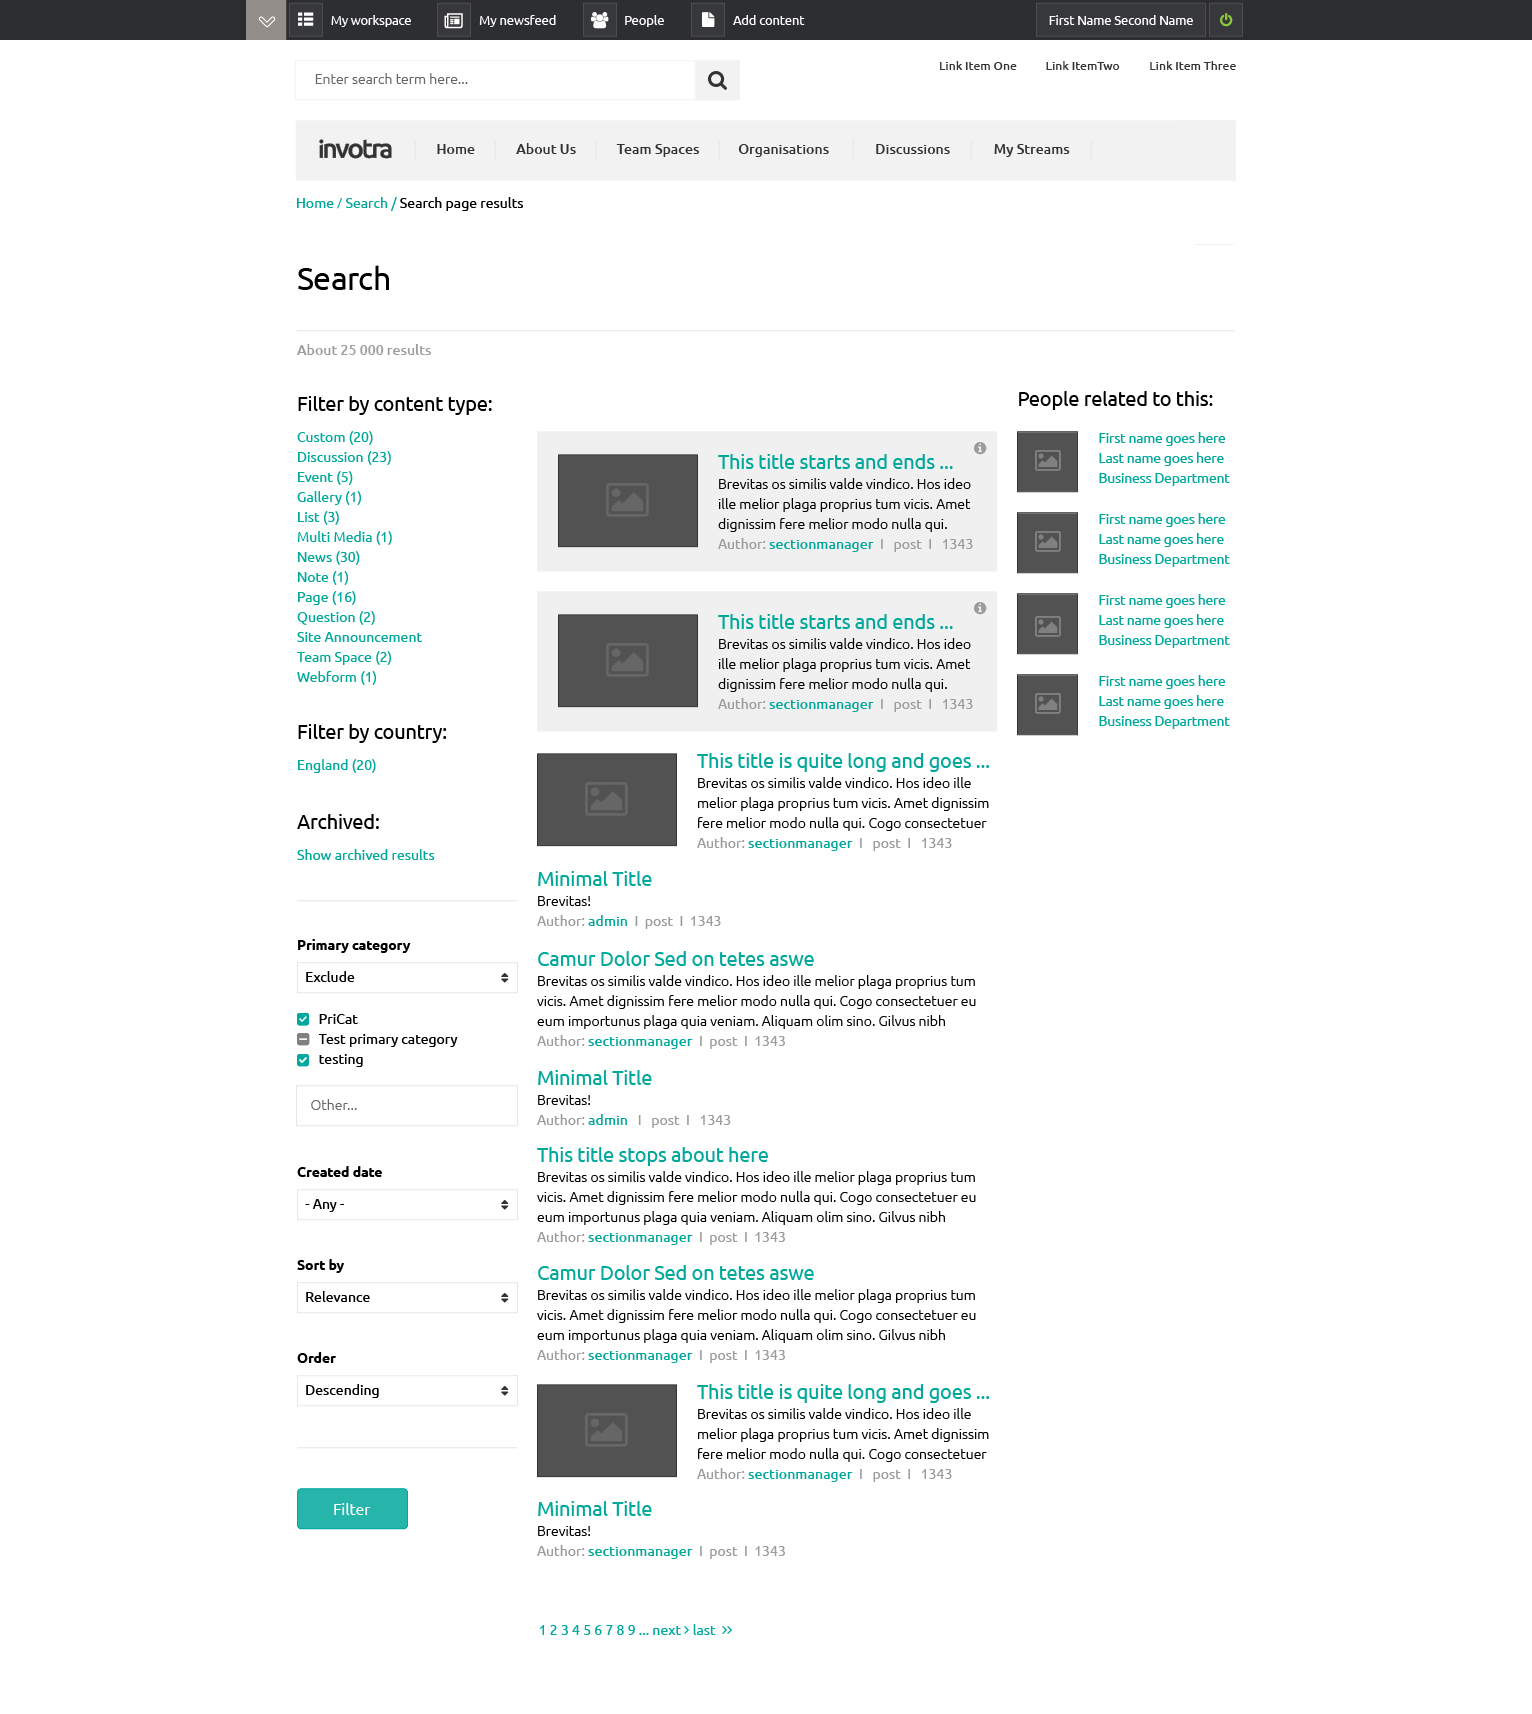 My workspace
My newsfeed
People
Add content
First Name Second Name
Enter search term here...
Link Item One
Link ItemTwo
Link Item Three
invotra
Home
About Us
Team Spaces
Organisations
Discussions
My Streams
Home / Search / Search page results
Search
About 25 000 results
Filter by content type:
Custom (20)
Discussion (23)
Event (5)
Gallery (1)
List (3)
Multi Media (1)
News (30)
Note (1)
Page (16)
Question (2)
Site Announcement
Team Space (2)
Webform (1)
Filter by country:
England (20)
Archived:
Show archived results
Primary category
Exclude
PriCat
Test primary category
testing
Other...
Created date
- Any -
Sort by
Relevance
Order
Descending
Filter
This title starts and ends ...
Brevitas os similis valde vindico. Hos ideo
ille melior plaga proprius tum vicis. Amet
dignissim fere melior modo nulla qui.
Author: sectionmanager I post I 1343
This title starts and ends ...
Brevitas os similis valde vindico. Hos ideo
ille melior plaga proprius tum vicis. Amet
dignissim fere melior modo nulla qui.
Author: sectionmanager I post I 1343
This title is quite long and goes ...
Brevitas os similis valde vindico. Hos ideo ille
melior plaga proprius tum vicis. Amet dignissim
fere melior modo nulla qui. Cogo consectetuer
Author: sectionmanager I post I 1343
Minimal Title
Brevitas!
Author: admin I post I 1343
Camur Dolor Sed on tetes aswe
Brevitas os similis valde vindico. Hos ideo ille melior plaga proprius tum
vicis. Amet dignissim fere melior modo nulla qui. Cogo consectetuer eu
eum importunus plaga quia veniam. Aliquam olim sino. Gilvus nibh
Author: sectionmanager I post I 1343
Minimal Title
Brevitas!
Author: admin I post I 1343
This title stops about here
Brevitas os similis valde vindico. Hos ideo ille melior plaga proprius tum
vicis. Amet dignissim fere melior modo nulla qui. Cogo consectetuer eu
eum importunus plaga quia veniam. Aliquam olim sino. Gilvus nibh
Author: sectionmanager I post I 1343
Camur Dolor Sed on tetes aswe
Brevitas os similis valde vindico. Hos ideo ille melior plaga proprius tum
vicis. Amet dignissim fere melior modo nulla qui. Cogo consectetuer eu
eum importunus plaga quia veniam. Aliquam olim sino. Gilvus nibh
Author: sectionmanager I post I 1343
This title is quite long and goes ...
Brevitas os similis valde vindico. Hos ideo ille
melior plaga proprius tum vicis. Amet dignissim
fere melior modo nulla qui. Cogo consectetuer
Author: sectionmanager I post I 1343
Minimal Title
Brevitas!
Author: sectionmanager I post I 1343
1 2 3 4 5 6 7 8 9 ... next › last »
People related to this:
First name goes here
Last name goes here
Business Department
First name goes here
Last name goes here
Business Department
First name goes here
Last name goes here
Business Department
First name goes here
Last name goes here
Business Department